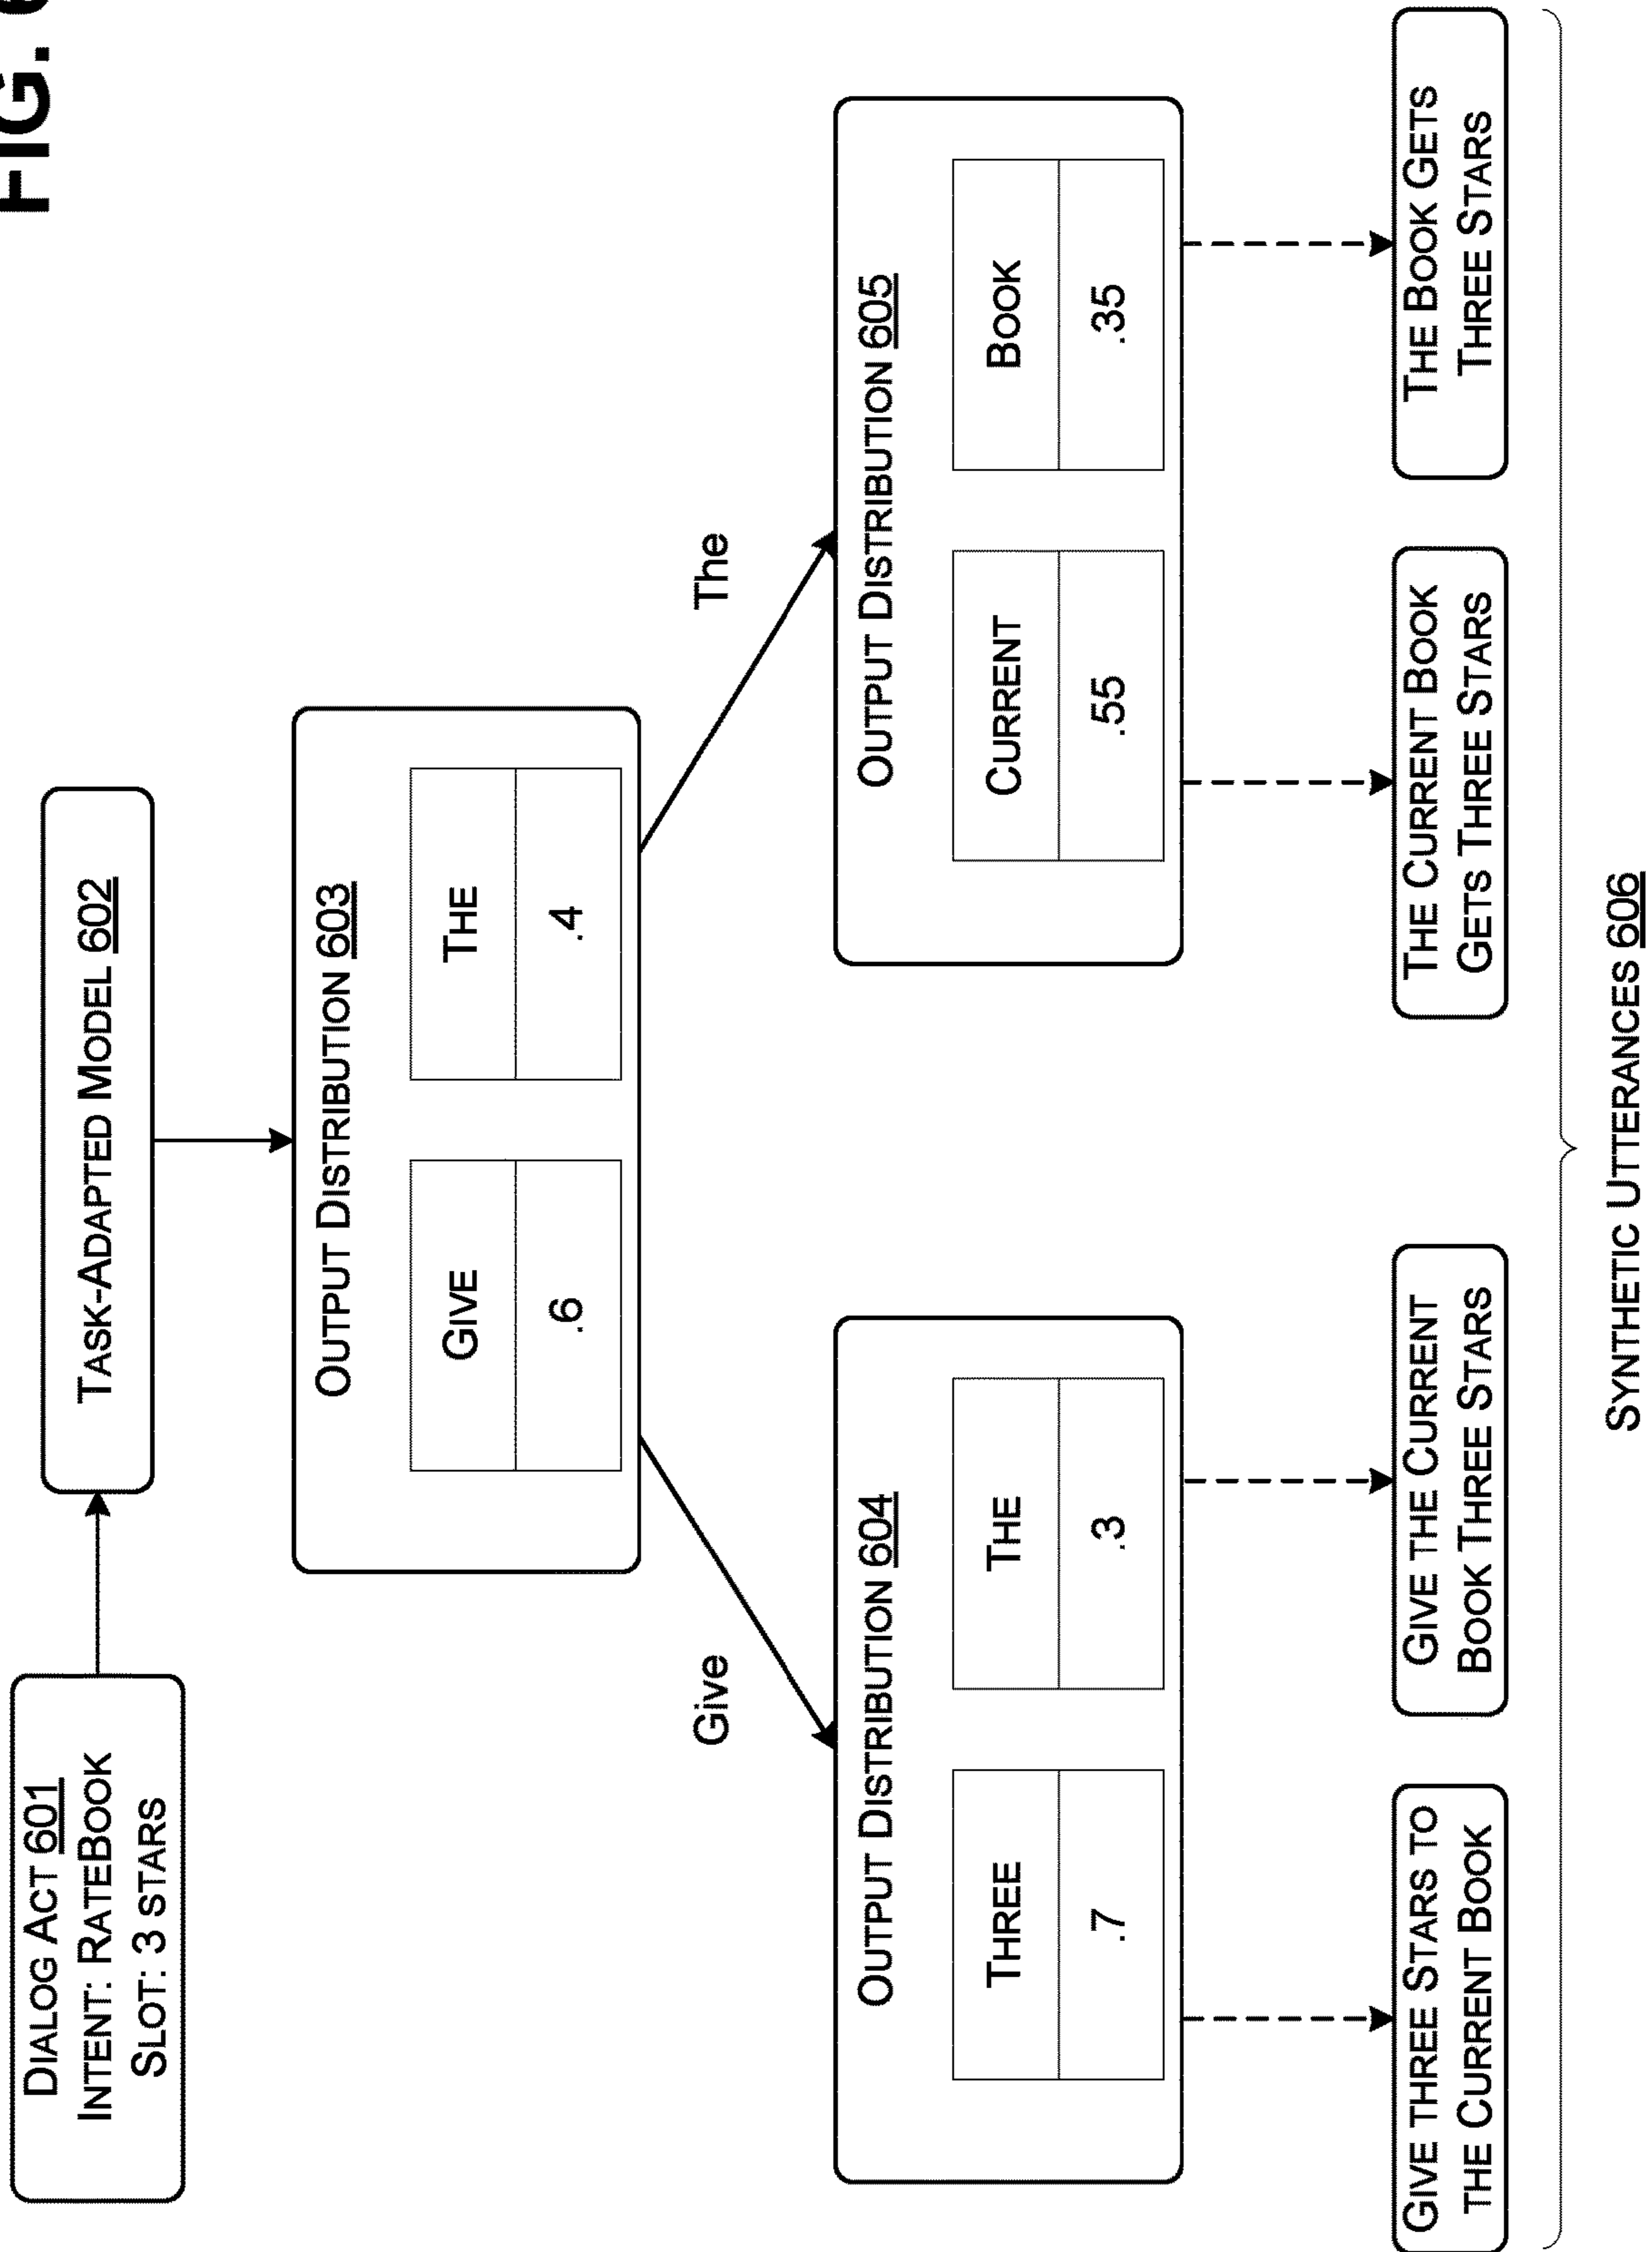 FIG. 6
DIALOG ACT 601
INTENT: RATEBOOK
SLOT: 3 STARS
TASK-ADAPTED MODEL 602
OUTPUT DISTRIBUTION 603
GIVE
.6
THE
.4
Give
The
OUTPUT DISTRIBUTION 604
THREE
.7
THE
.3
OUTPUT DISTRIBUTION 605
CURRENT
.55
BOOK
.35
GIVE THREE STARS TO
THE CURRENT BOOK
GIVE THE CURRENT
BOOK THREE STARS
THE CURRENT BOOK
GETS THREE STARS
THE BOOK GETS
THREE STARS
SYNTHETIC UTTERANCES 606